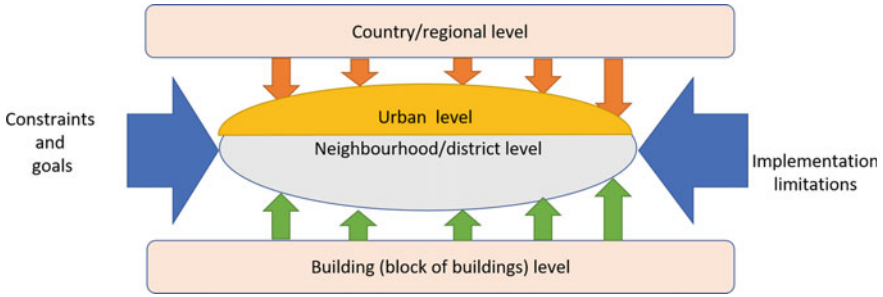 Country/regional level
Urban level
Neighbourhood/district level
Constraints
and
goals
Implementation
limitations
Building (block of buildings) level